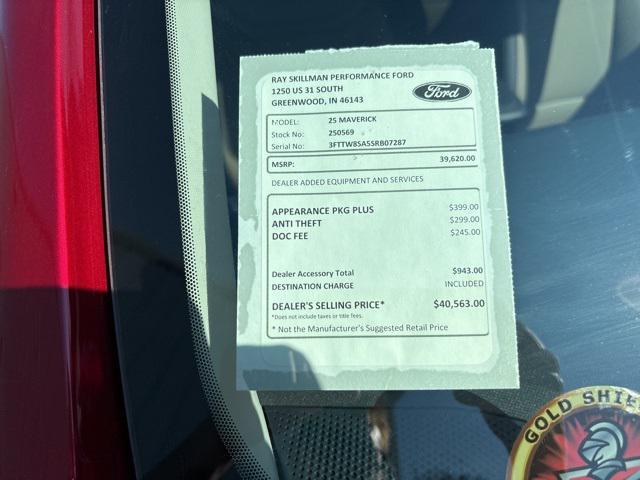 RAY SKILLMAN PERFORMANCE FORD
1250 US 31 SOUTH
GREENWOOD, IN 46143
Ford
MODEL: 25 MAVERICK
Stock No: 250569
Serial No: 3FTTW8SA5SRB07287
MSRP: 39,620.00
DEALER ADDED EQUIPMENT AND SERVICES
APPEARANCE PKG PLUS $399.00
ANTI THEFT $299.00
DOC FEE $245.00
Dealer Accessory Total $943.00
DESTINATION CHARGE INCLUDED
DEALER'S SELLING PRICE* $40,563.00
*Does not include taxes or title fees.
* Not the Manufacturer's Suggested Retail Price
GOLD SHIE